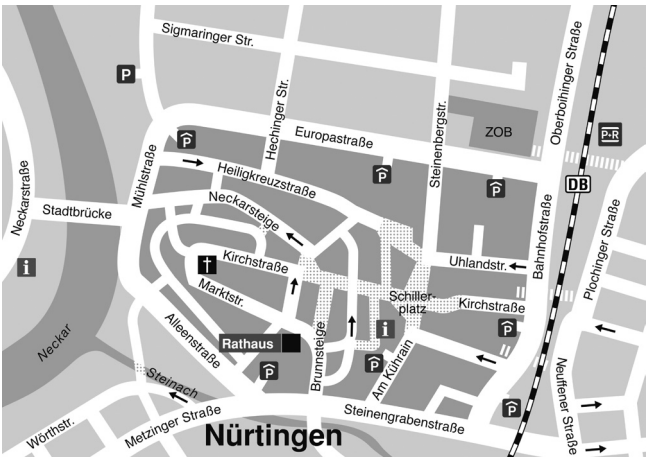 Sigmaringer Str.
P
Hechinger Str.
Steinenbergstr.
Oberboihinger Straße
ZOB
P+R
Europastraße
P
P
P
DB
Mühlstraße
Heiligkreuzstraße
Neckarstraße
Stadtbrücke
Neckarsteige
Bahnhofstraße
Plochinger Straße
i
Kirchstraße
Uhlandstr.
Marktstr.
Schiller-
platz
Kirchstraße
Neckar
Alleenstraße
Rathaus
Brunnsteige
i
P
P
P
Am Kührain
Steinach
Neuffener Straße
P
Wörthstr.
Metzinger Straße
Steinengrabenstraße
Nürtingen